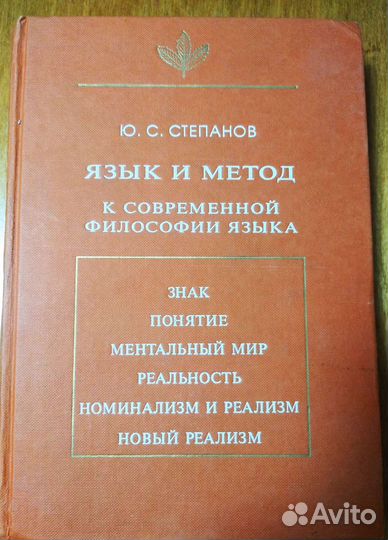 Ю. С. СТЕПАНОВ
ЯЗЫК И МЕТОД
К СОВРЕМЕННОЙ
ФИЛОСОФИИ ЯЗЫКА
ЗНАК
ПОНЯТИЕ
МЕНТАЛЬНЫЙ МИР
РЕАЛЬНОСТЬ
НОМИНАЛИЗМ И РЕАЛИЗМ
НОВЫЙ РЕАЛИЗМ
Avito